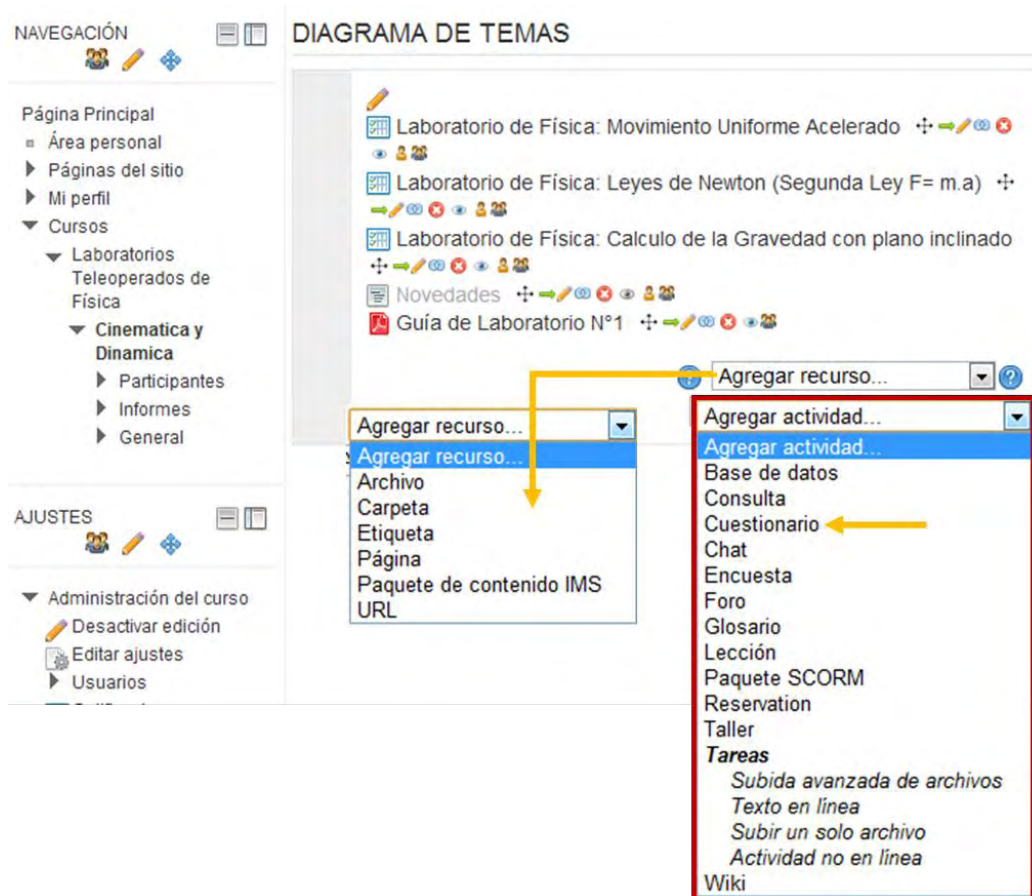 NAVEGACIÓN
Página Principal
Área personal
Páginas del sitio
Mi perfil
Cursos
Laboratorios
Teleoperados de
Física
Cinematica y
Dinamica
Participantes
Informes
General
AJUSTES
Administración del curso
Desactivar edición
Editar ajustes
Usuarios
DIAGRAMA DE TEMAS
Laboratorio de Física: Movimiento Uniforme Acelerado
Laboratorio de Física: Leyes de Newton (Segunda Ley F= m.a)
Laboratorio de Física: Calculo de la Gravedad con plano inclinado
Novedades
Guía de Laboratorio N°1
Agregar recurso...
Agregar recurso...
Agregar recurso...
Archivo
Carpeta
Etiqueta
Página
Paquete de contenido IMS
URL
Agregar actividad...
Agregar actividad...
Base de datos
Consulta
Cuestionario
Chat
Encuesta
Foro
Glosario
Lección
Paquete SCORM
Reservation
Taller
Tareas
Subida avanzada de archivos
Texto en línea
Subir un solo archivo
Actividad no en línea
Wiki